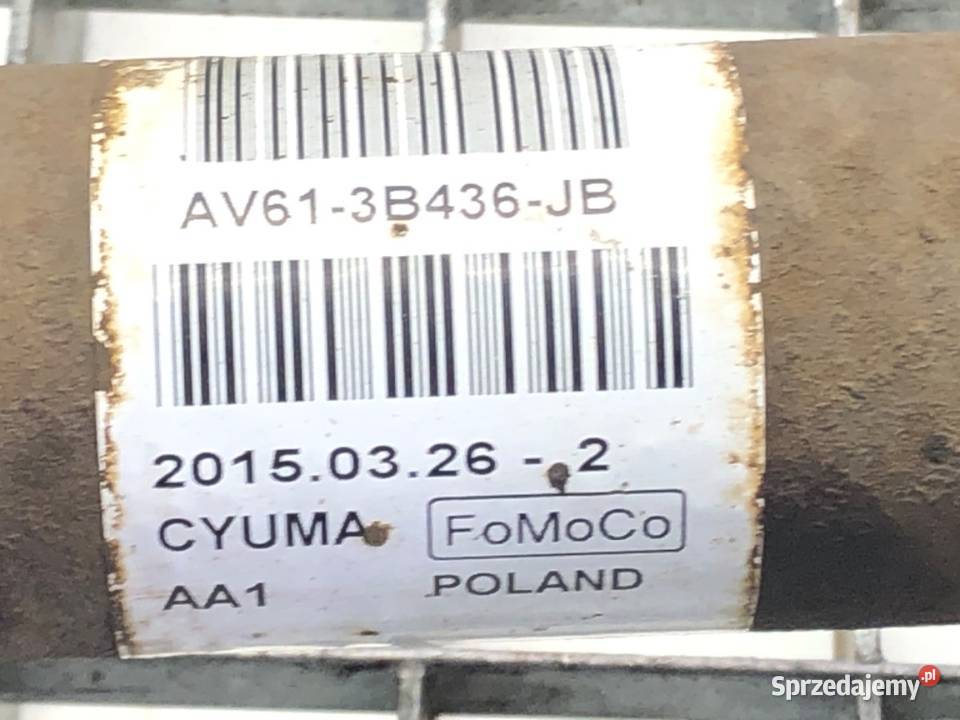 AV61-3B436-JB
2015.03.26 - 2
CYUMA FoMoCo
AA1 POLAND
Sprzedajemy.pl